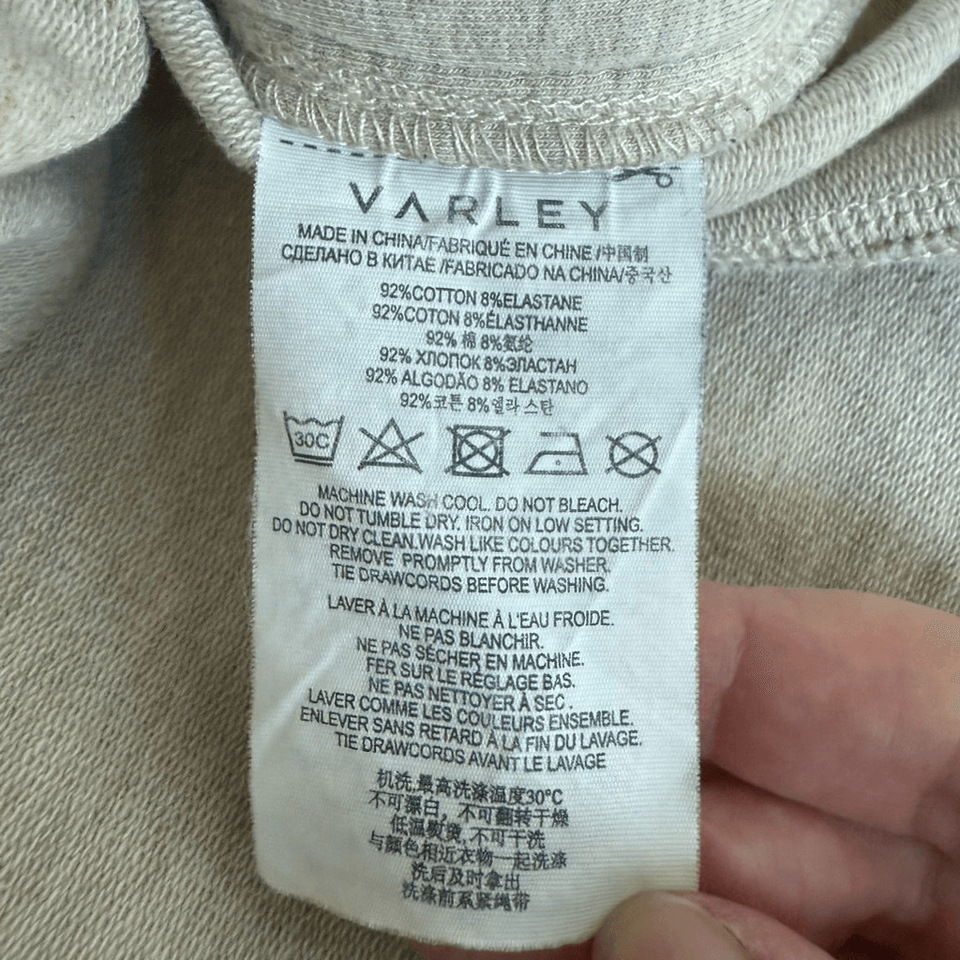 VARLEY
MADE IN CHINA/FABRIQUÉ EN CHINE /中国制
СДЕЛАНО В КИТАЕ /FABRICADO NA CHINA/중국산
92%COTTON 8%ELASTANE
92%COTON 8%ÉLASTHANNE
92% 棉 8%氨纶
92% ХЛОПОК 8%ЭЛАСТАН
92% ALGODÃO 8% ELASTANO
92%코튼 8%엘라스탄
30C
MACHINE WASH COOL. DO NOT BLEACH.
DO NOT TUMBLE DRY. IRON ON LOW SETTING.
DO NOT DRY CLEAN.WASH LIKE COLOURS TOGETHER.
REMOVE PROMPTLY FROM WASHER.
TIE DRAWCORDS BEFORE WASHING.
LAVER À LA MACHINE À L'EAU FROIDE.
NE PAS BLANCHIR.
NE PAS SÉCHER EN MACHINE.
FER SUR LE RÉGLAGE BAS.
NE PAS NETTOYER À SEC .
LAVER COMME LES COULEURS ENSEMBLE.
ENLEVER SANS RETARD À LA FIN DU LAVAGE.
TIE DRAWCORDS AVANT LE LAVAGE
机洗,最高洗涤温度30°C
不可漂白，不可翻转干燥
低温熨烫,不可干洗
与颜色相近衣物一起洗涤
洗后及时拿出
洗涤前系紧绳带